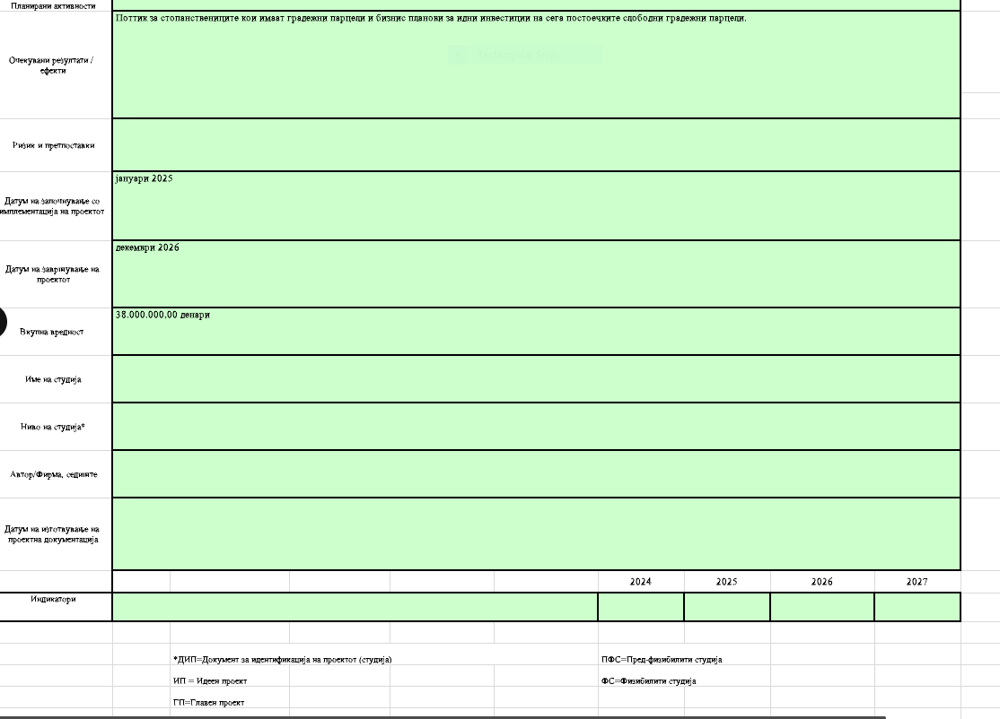 Планирани активности
Поттик за стопанствениците кои имаат градежни парцели и бизнис планови за идни инвестиции на сега постоечките слободни градежни парцели.
Очекувани резултати /
ефекти
Ризик и претпоставки
јануари 2025
Датум на започнување со
имплементација на проектот
декември 2026
Датум на завршување на
проектот
38.000.000,00 денари
Вкупна вредност
Име на студија
Ниво на студија*
Автор/Фирма, седиште
Датум на изготвување на
проектна документација
2024 2025 2026 2027
Индикатори
*ДИП=Документ за идентификација на проектот (студија) ПФС=Пред-физибилити студија
ИП = Идеен проект ФС=Физибилити студија
ГП=Главен проект